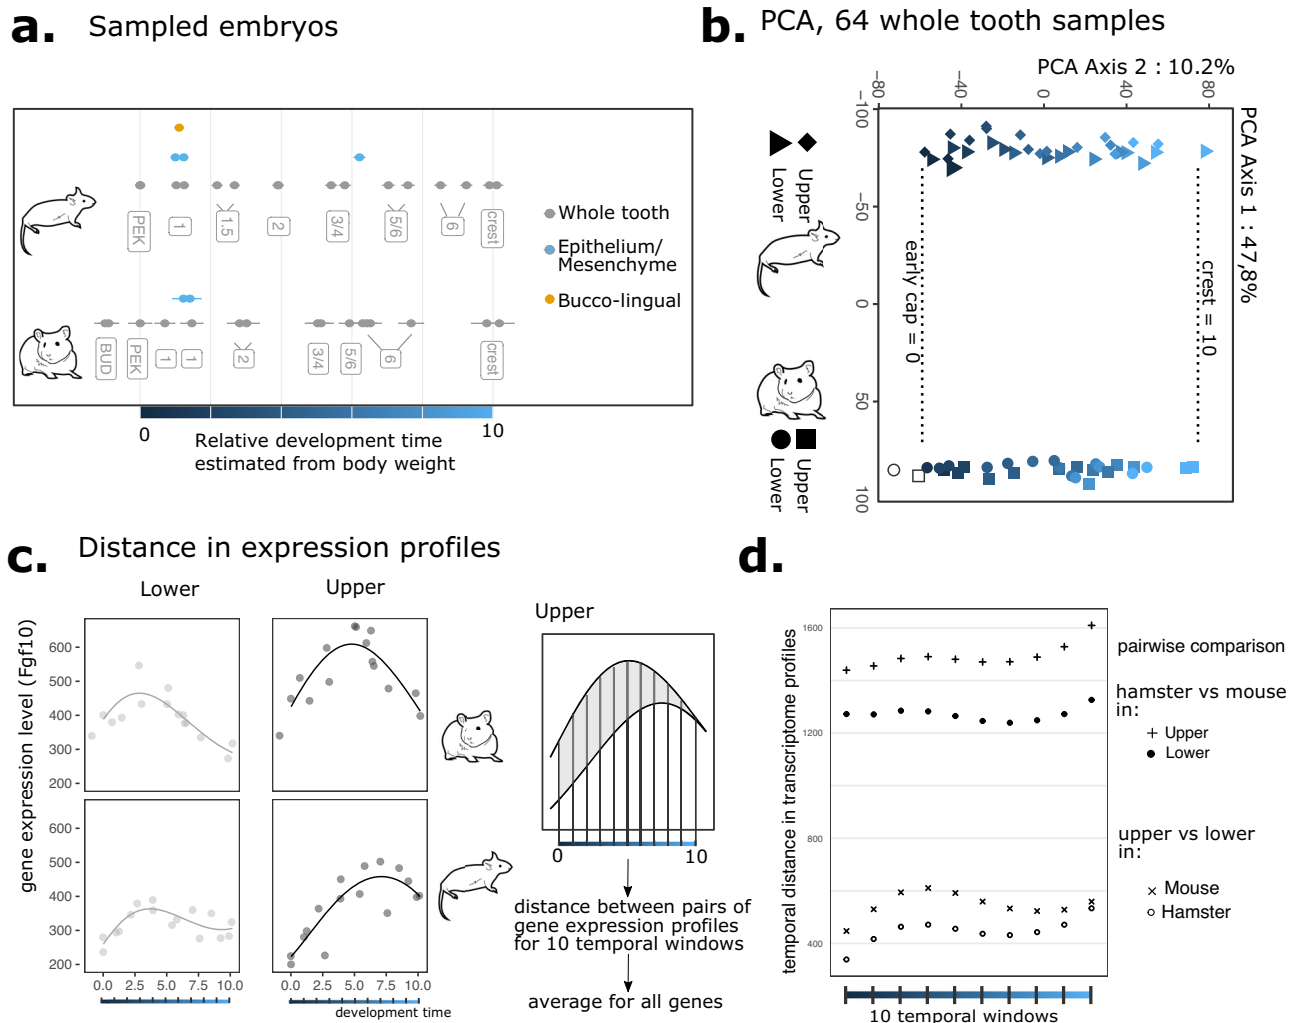 a. Sampled embryos
PEK
1
1.5
2
3/4
5/6
6
crest
Whole tooth
Epithelium/
Mesenchyme
Bucco-lingual
BUD
PEK
1
1
2
3/4
5/6
6
crest
0
10
Relative development time
estimated from body weight
b. PCA, 64 whole tooth samples
PCA Axis 2 : 10.2%
-80
-40
0
40
80
PCA Axis 1 : 47,8%
-100
-50
0
50
100
Upper
Lower
early cap = 0
crest = 10
Upper
Lower
c. Distance in expression profiles
Lower
Upper
gene expression level (Fgf10)
600
400
300
200
600
500
400
300
200
0.0
2.5
5.0
7.5
10.0
0.0
2.5
5.0
7.5
10.0
development time
Upper
0
10
distance between pairs of
gene expression profiles
for 10 temporal windows
average for all genes
d.
temporal distance in transcriptome profiles
1600
1200
800
400
10 temporal windows
pairwise comparison
hamster vs mouse
in:
Upper
Lower
upper vs lower
in:
Mouse
Hamster